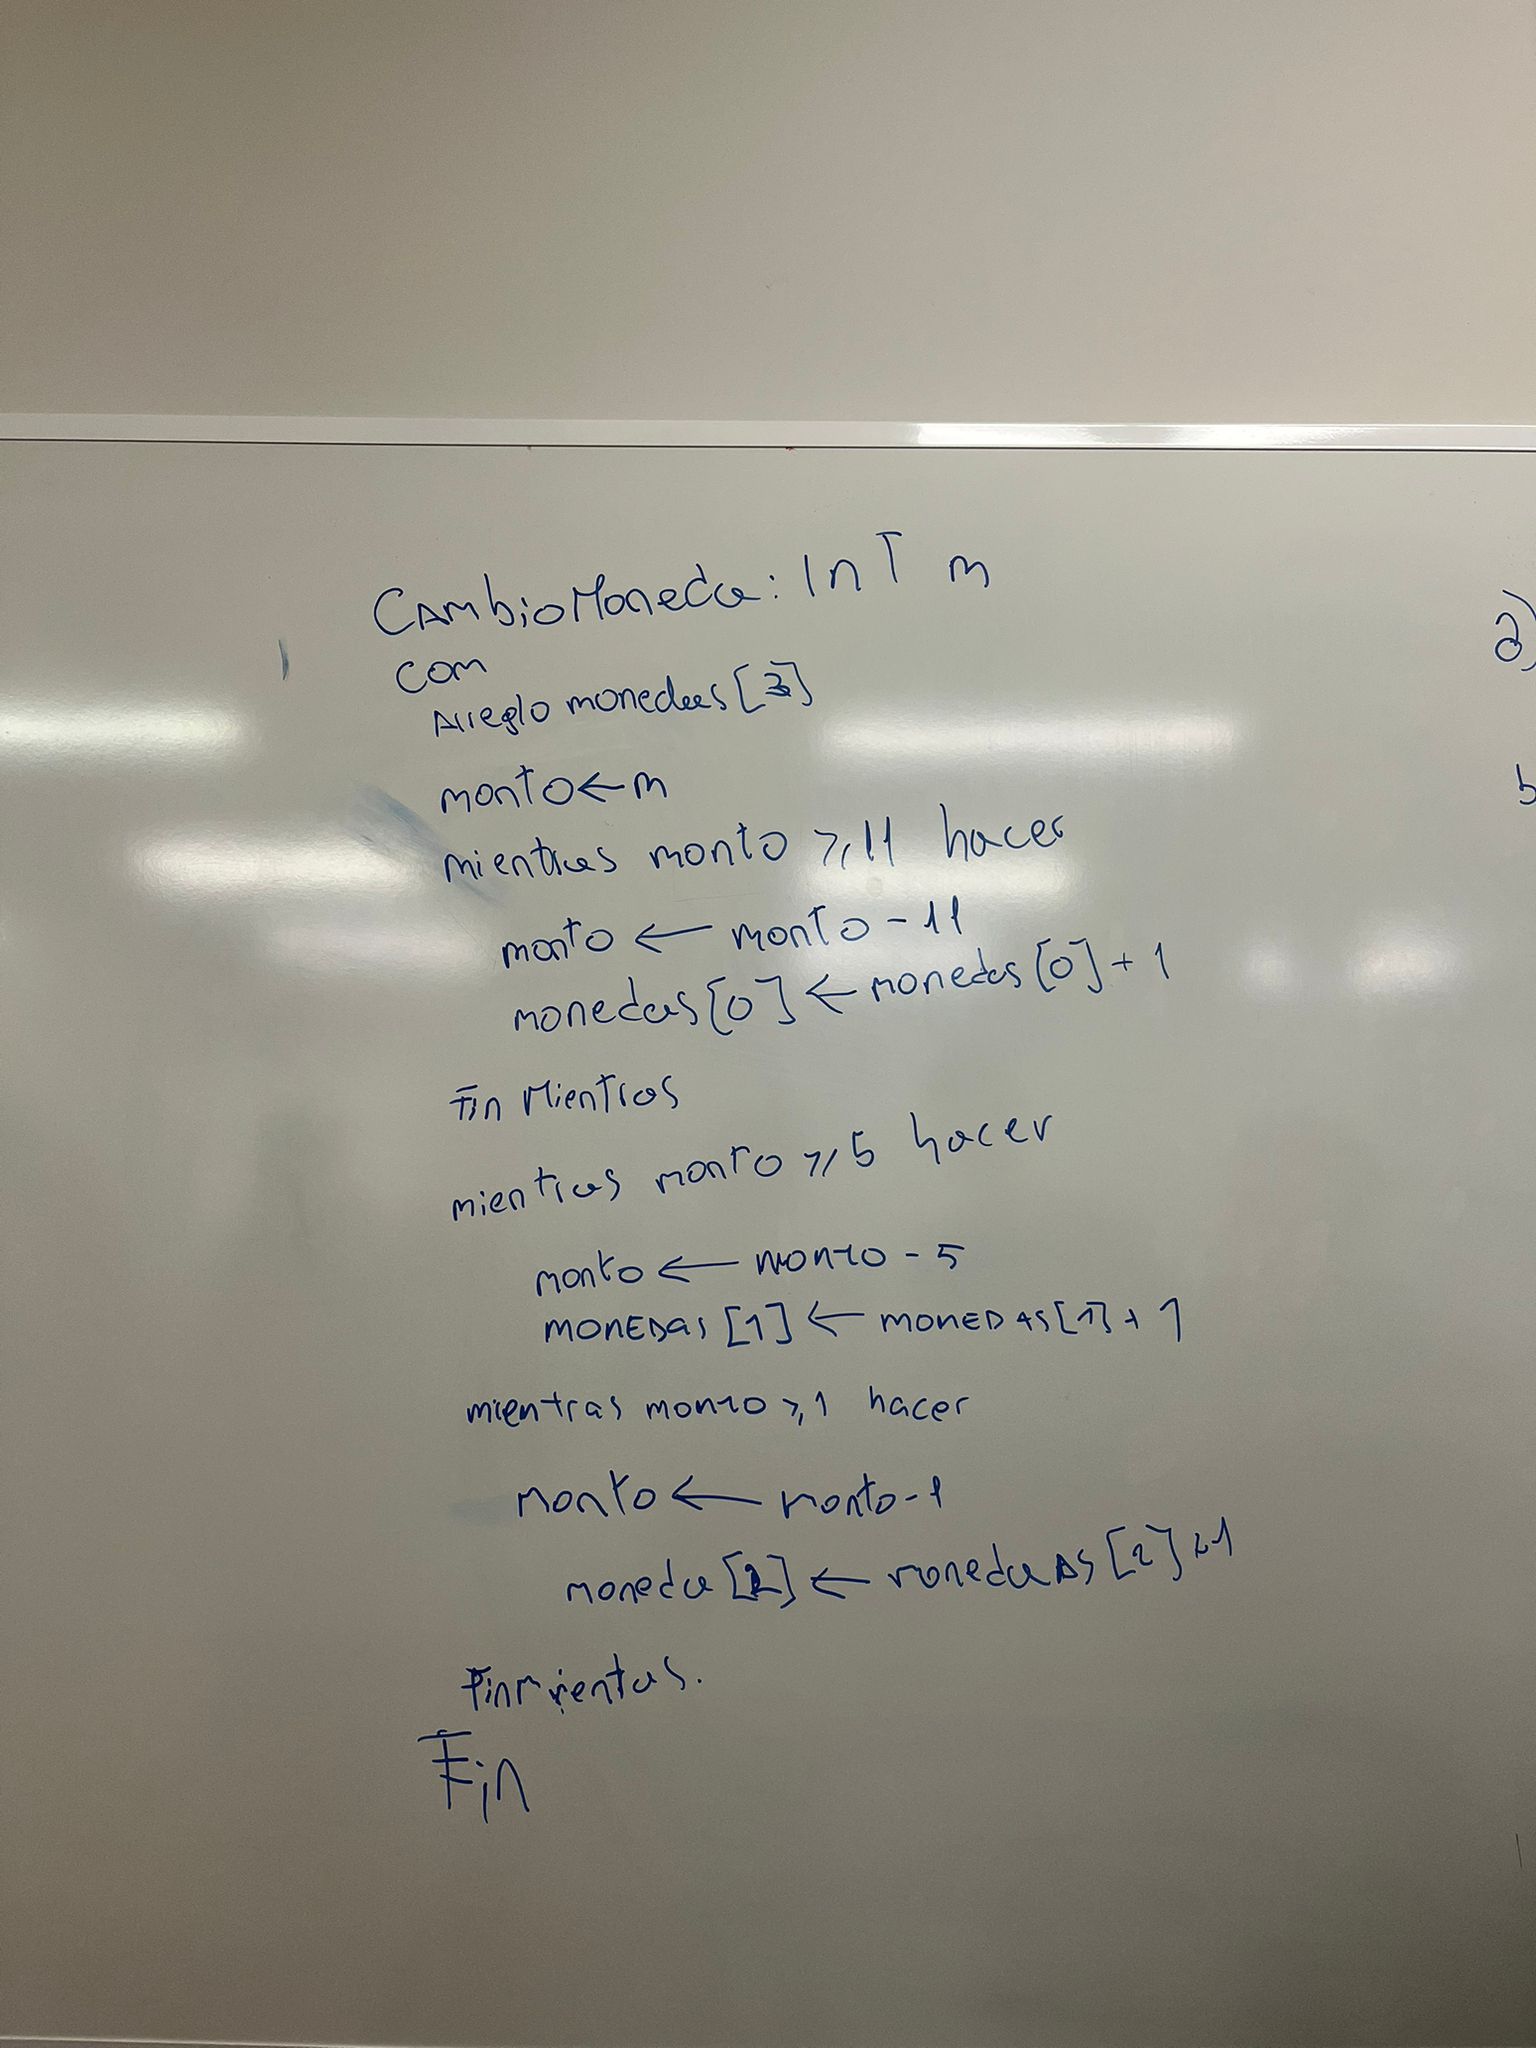 CAMbioMoneda: InT m
com
Arreglo monedas[3]
monto ← m
mientras monto ≥ 11 hacer
monto ← monto - 11
monedas[0] ← monedas[0] + 1
Fin Mientras
mientras monto ≥ 5 hacer
monto ← monto - 5
MONEDAS [1] ← MONEDAS[1] + 1
mientras monto ≥ 1 hacer
monto ← monto - 1
moneda [2] ← monedaAS [2] + 1
Finmientas.
Fin
a)
b